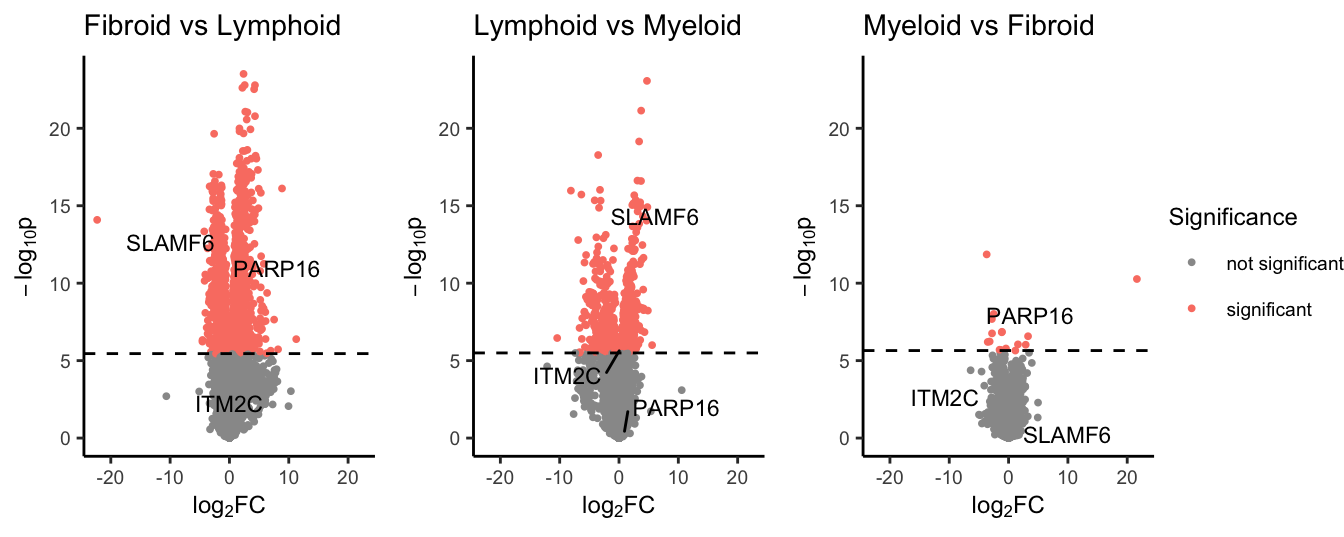 Fibroid vs Lymphoid
Lymphoid vs Myeloid
Myeloid vs Fibroid
20
15
10
5
0
−log10p
SLAMF6
PARP16
ITM2C
-20 -10 0 10 20
log2FC
20
15
10
5
0
−log10p
SLAMF6
ITM2C
PARP16
-20 -10 0 10 20
log2FC
20
15
10
5
0
−log10p
PARP16
ITM2C
SLAMF6
-20 -10 0 10 20
log2FC
Significance
not significant
significant